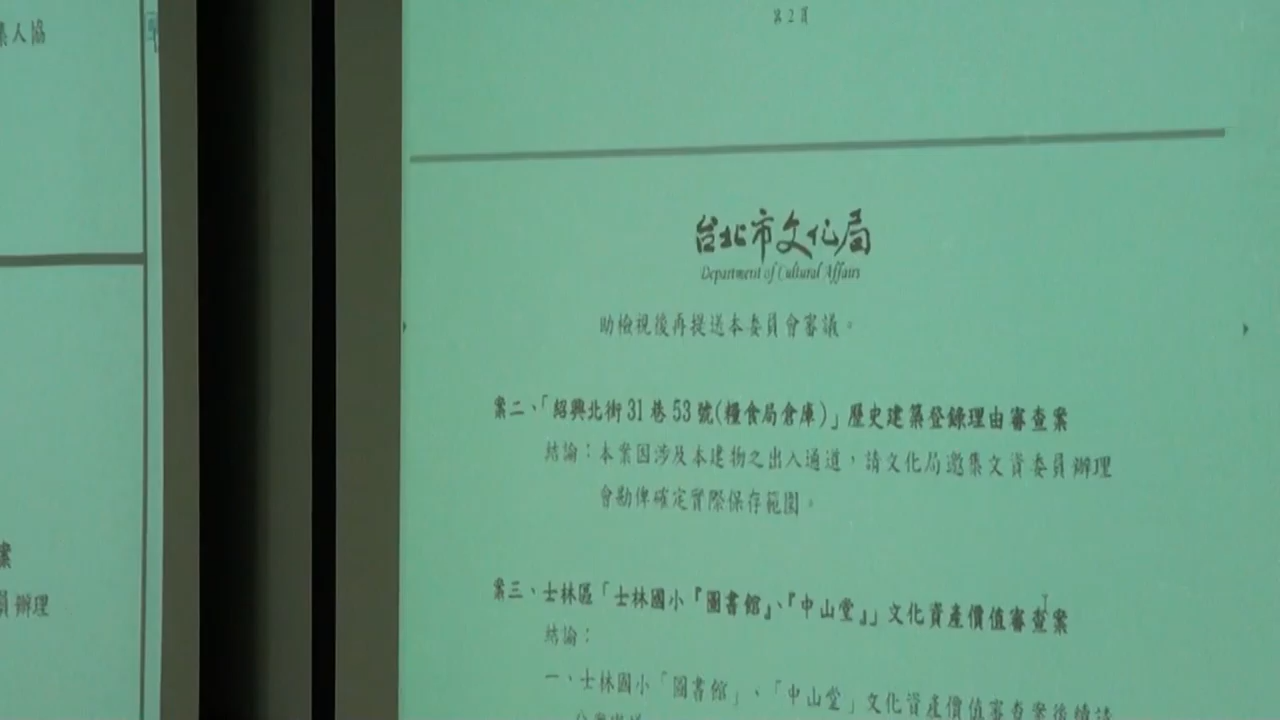 集人協
員辦理
第2頁
台北市文化局
Department of Cultural Affairs
助檢視後再提送本委員會審議。
案二、「紹興北街31巷53號(糧食局倉庫)」歷史建築登錄理由審查案
結論：本案因涉及本建物之出入通道，請文化局邀集文資委員辦理
會勘俾確定實際保存範圍。
案三、士林區「士林國小『圖書館』、『中山堂』」文化資產價值審查案
結論：
一、士林國小「圖書館」、「中山堂」文化資產價值審查案後續請